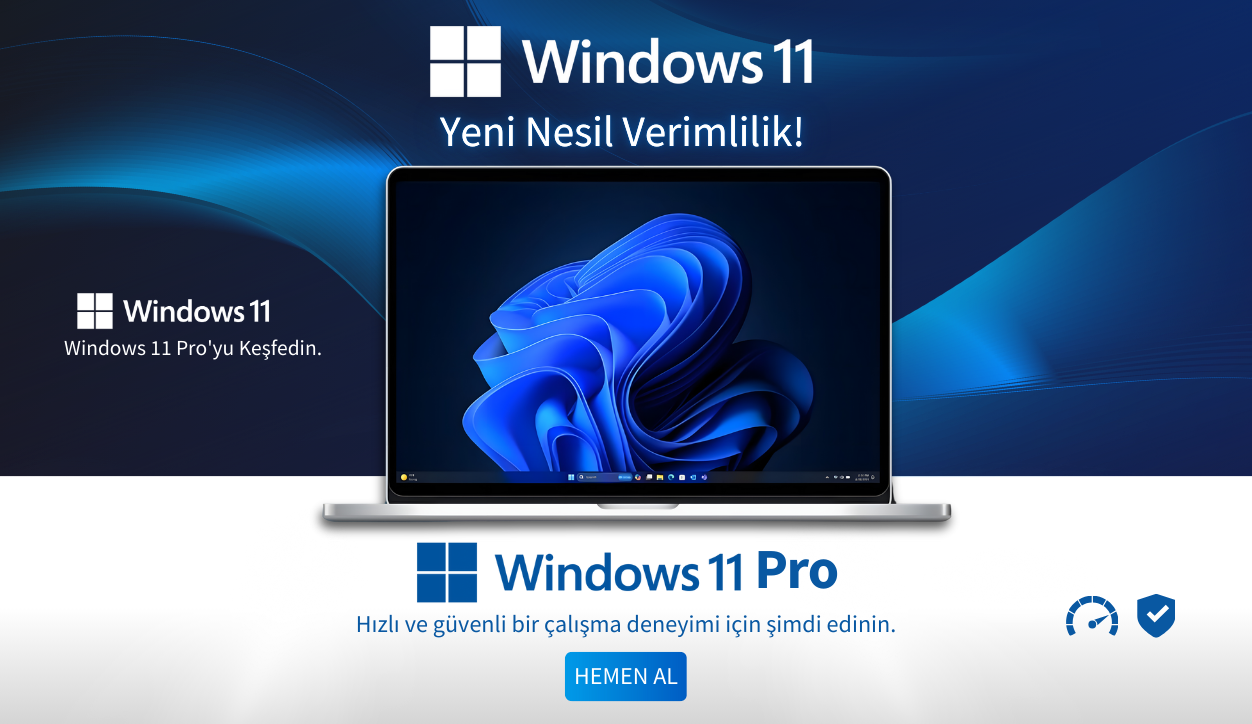 Windows 11
Yeni Nesil Verimlilik!
Windows 11
Windows 11 Pro'yu Keşfedin.
Windows 11 Pro
Hızlı ve güvenli bir çalışma deneyimi için şimdi edinin.
HEMEN AL